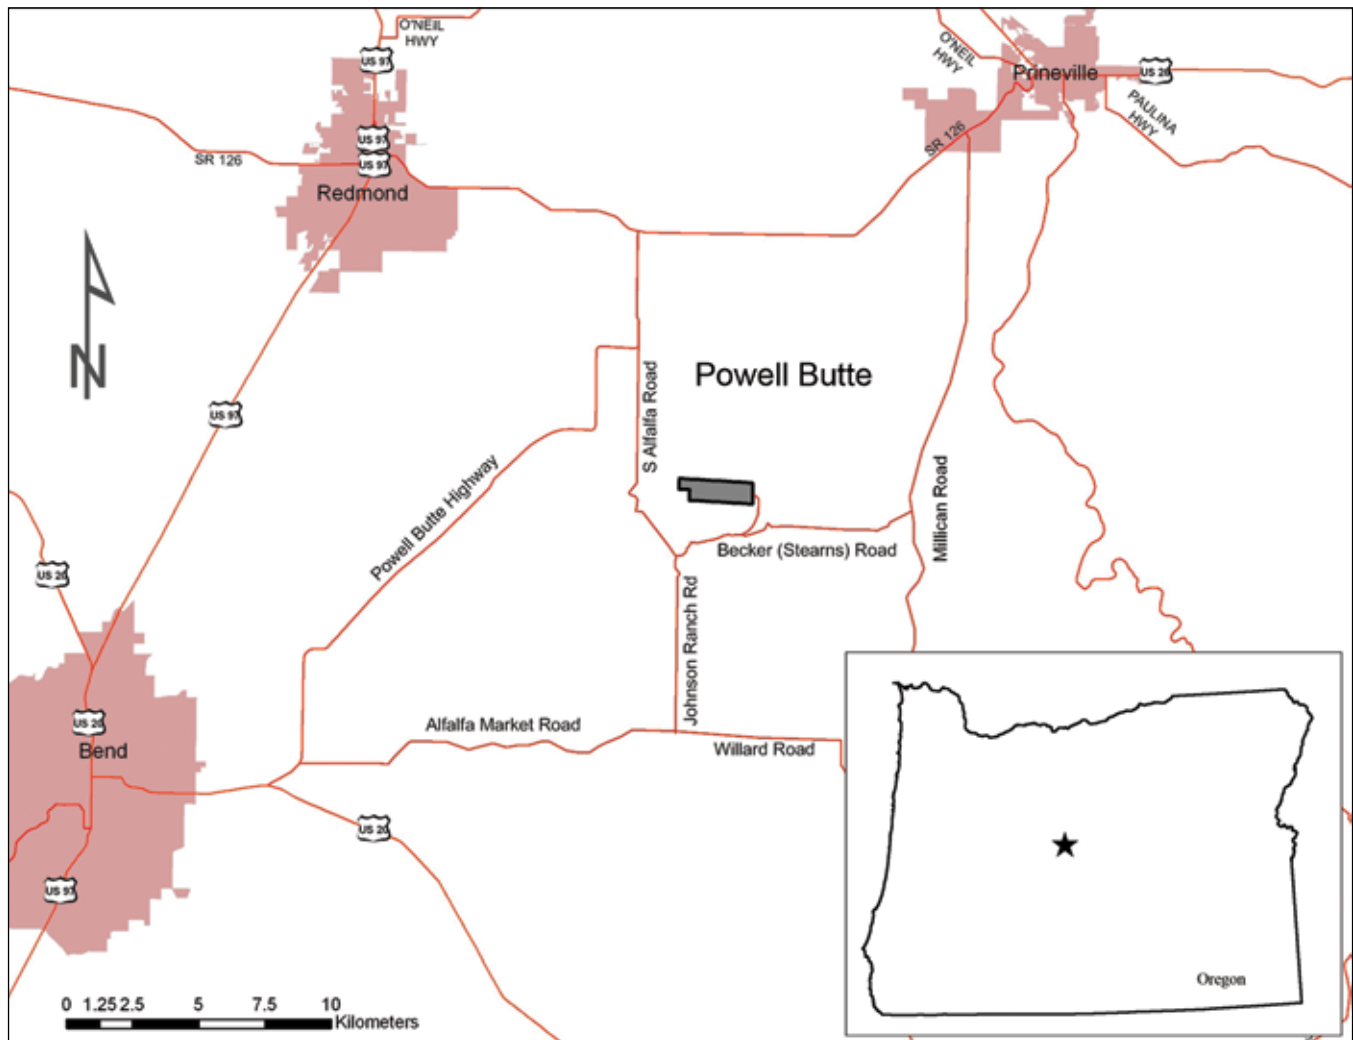 O'NEIL
HWY
US 97
O'NEIL
HWY
Prineville
US 26
PAULINA
HWY
US 97
US 97
SR 126
SR 126
Redmond
N
Powell Butte
US 97
S Alfalfa Road
Powell Butte Highway
Millican Road
Becker (Stearns) Road
US 20
Johnson Ranch Rd
US 20
Bend
Alfalfa Market Road
Willard Road
US 20
US 97
Oregon
0 1.25 2.5 5 7.5 10
Kilometers